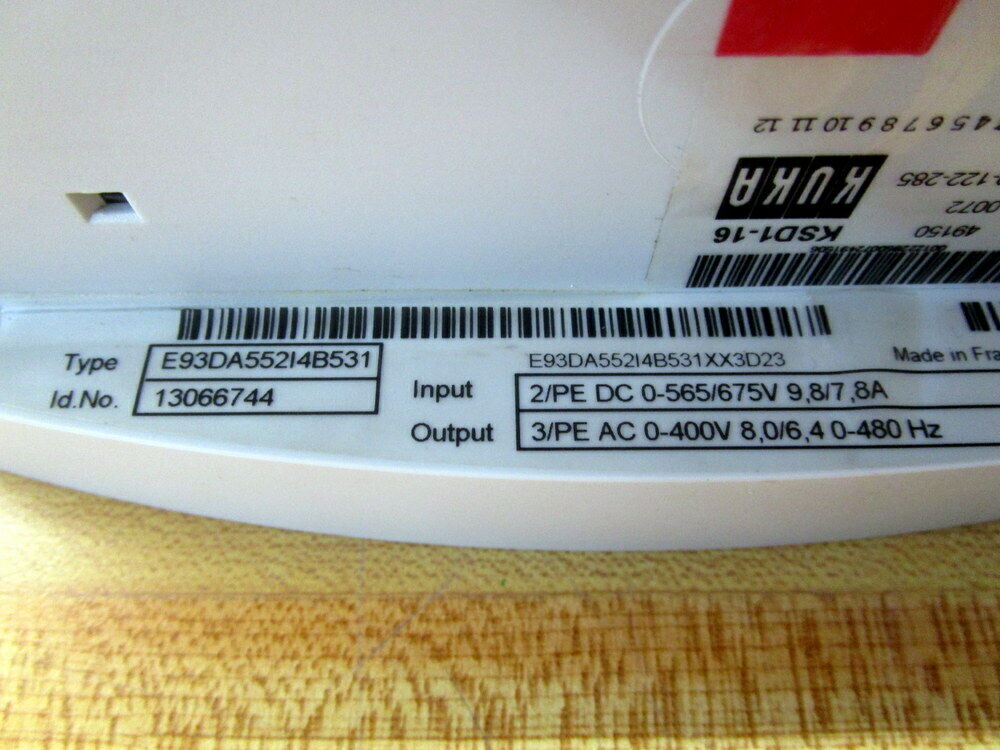 4 5 6 7 8 9 10 11 12
KUKA
-122-285
0072
KSD1-16
49150
Type E93DA552I4B531
Id.No. 13066744
E93DA552I4B531XX3D23
Made in Fra
Input 2/PE DC 0-565/675V 9,8/7,8A
Output 3/PE AC 0-400V 8,0/6,4 0-480 Hz